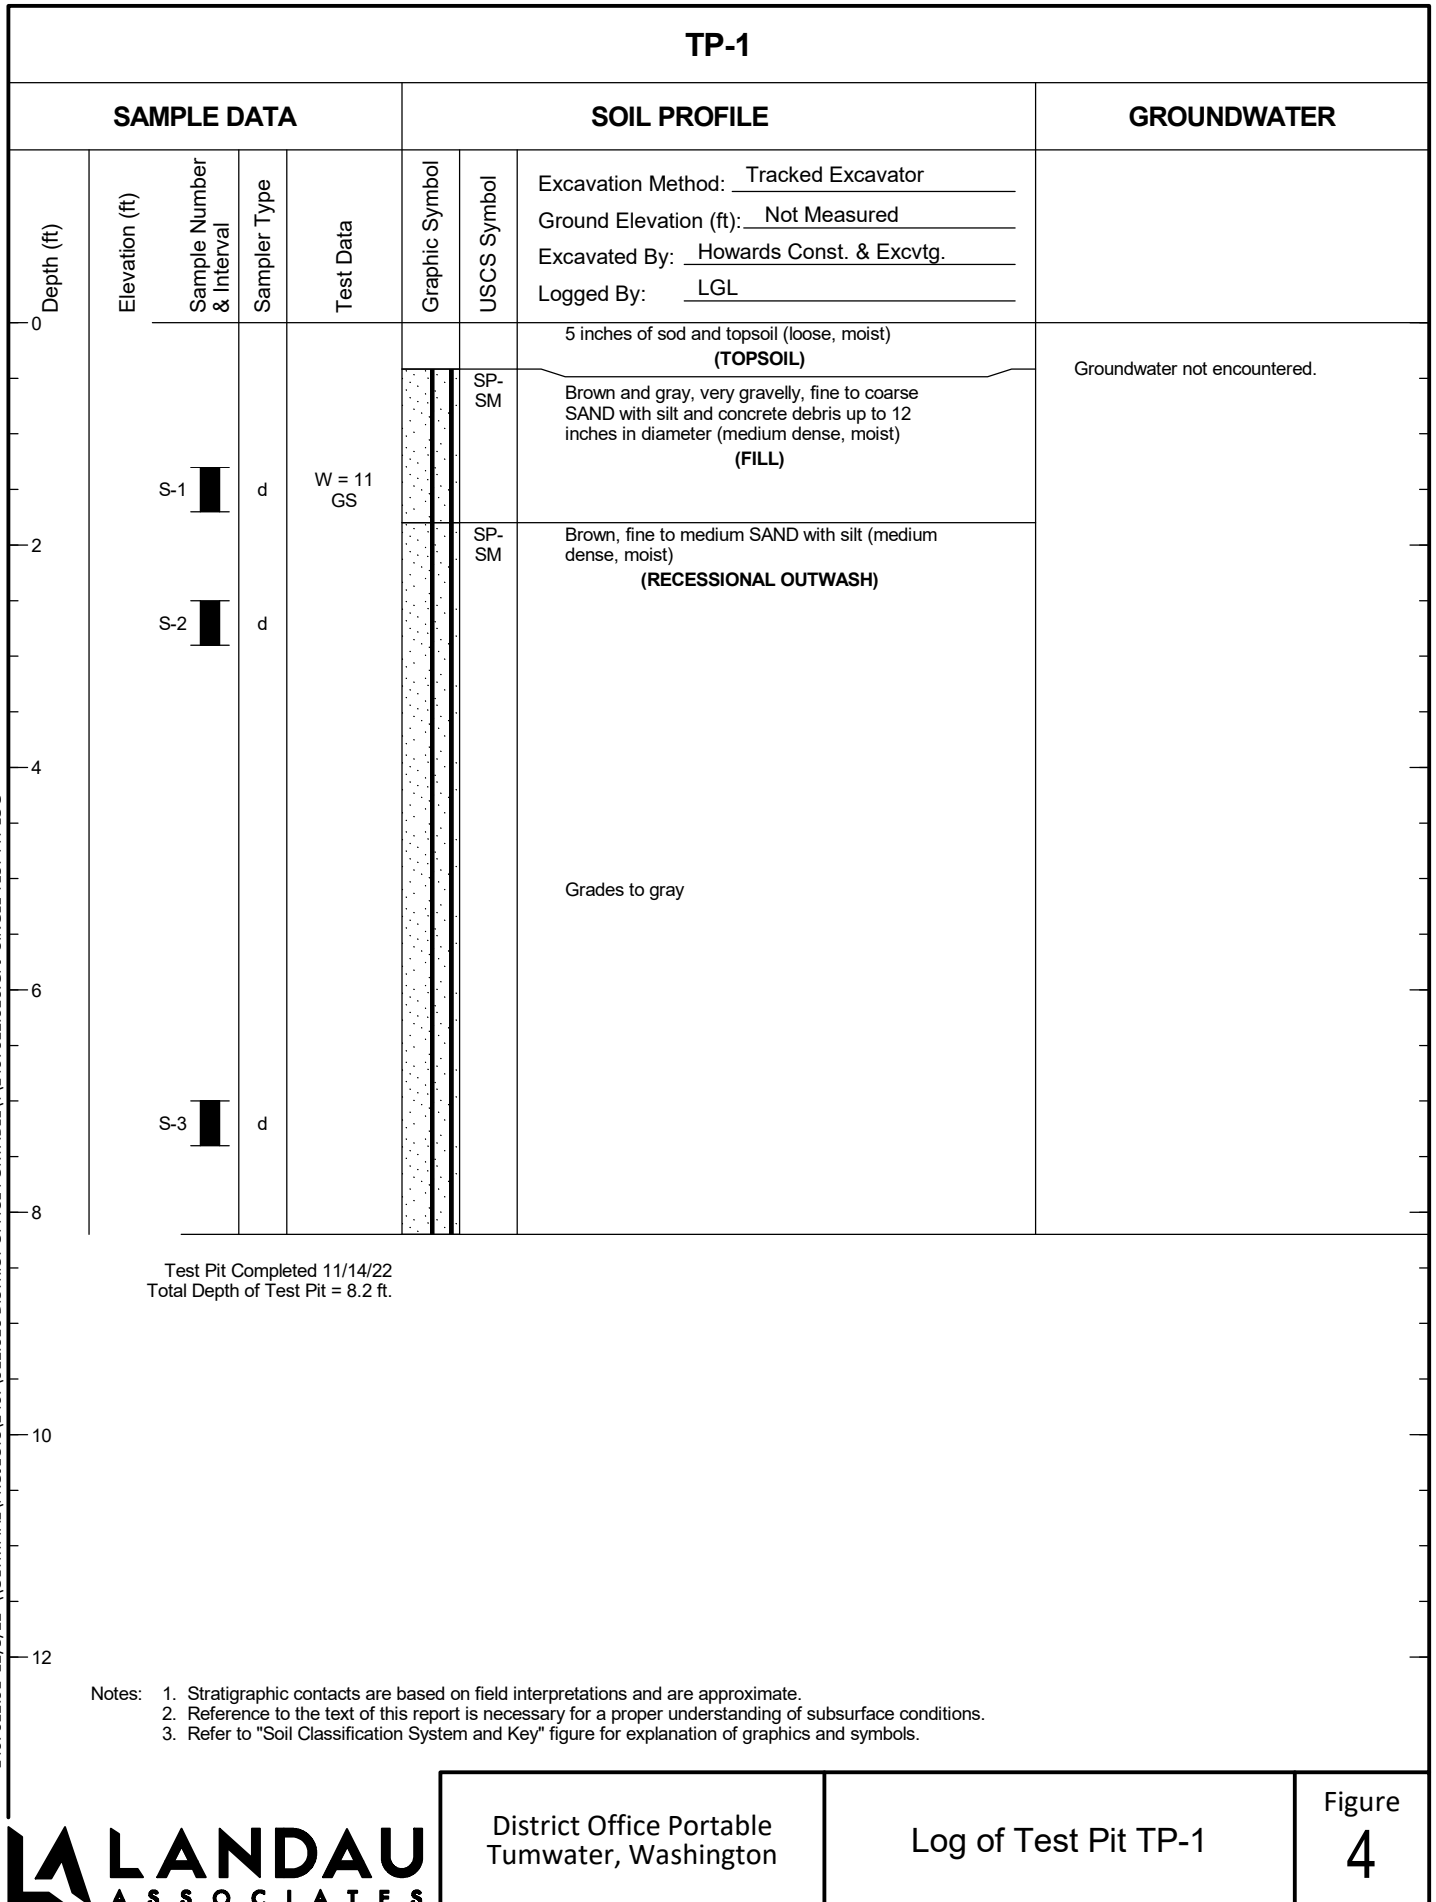 TP-1
SAMPLE DATA
SOIL PROFILE
GROUNDWATER
Depth (ft)
Elevation (ft)
Sample Number
& Interval
Sampler Type
Test Data
Graphic Symbol
USCS Symbol
Excavation Method: Tracked Excavator
Ground Elevation (ft): Not Measured
Excavated By: Howards Const. & Excvtg.
Logged By: LGL
0
5 inches of sod and topsoil (loose, moist)
(TOPSOIL)
Groundwater not encountered.
SP-
SM
Brown and gray, very gravelly, fine to coarse
SAND with silt and concrete debris up to 12
inches in diameter (medium dense, moist)
(FILL)
S-1
d
W = 11
GS
2
SP-
SM
Brown, fine to medium SAND with silt (medium
dense, moist)
(RECESSIONAL OUTWASH)
S-2
d
4
Grades to gray
6
S-3
d
8
Test Pit Completed 11/14/22
Total Depth of Test Pit = 8.2 ft.
10
12
Notes: 1. Stratigraphic contacts are based on field interpretations and are approximate.
2. Reference to the text of this report is necessary for a proper understanding of subsurface conditions.
3. Refer to "Soil Classification System and Key" figure for explanation of graphics and symbols.
LANDAU
ASSOCIATES
District Office Portable
Tumwater, Washington
Log of Test Pit TP-1
Figure
4